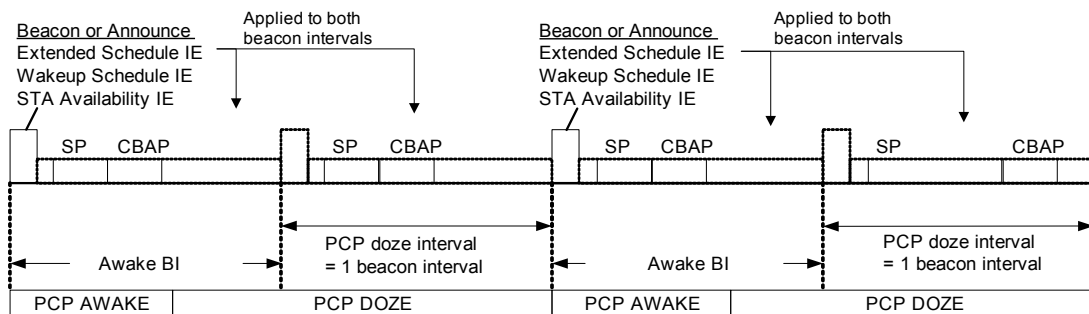 Beacon or Announce
Extended Schedule IE
Wakeup Schedule IE
STA Availability IE
Applied to both
beacon intervals
Beacon or Announce
Extended Schedule IE
Wakeup Schedule IE
STA Availability IE
Applied to both
beacon intervals
SP CBAP SP CBAP SP CBAP SP CBAP
Awake BI
PCP doze interval
= 1 beacon interval
Awake BI
PCP doze interval
= 1 beacon interval
PCP AWAKE PCP DOZE PCP AWAKE PCP DOZE